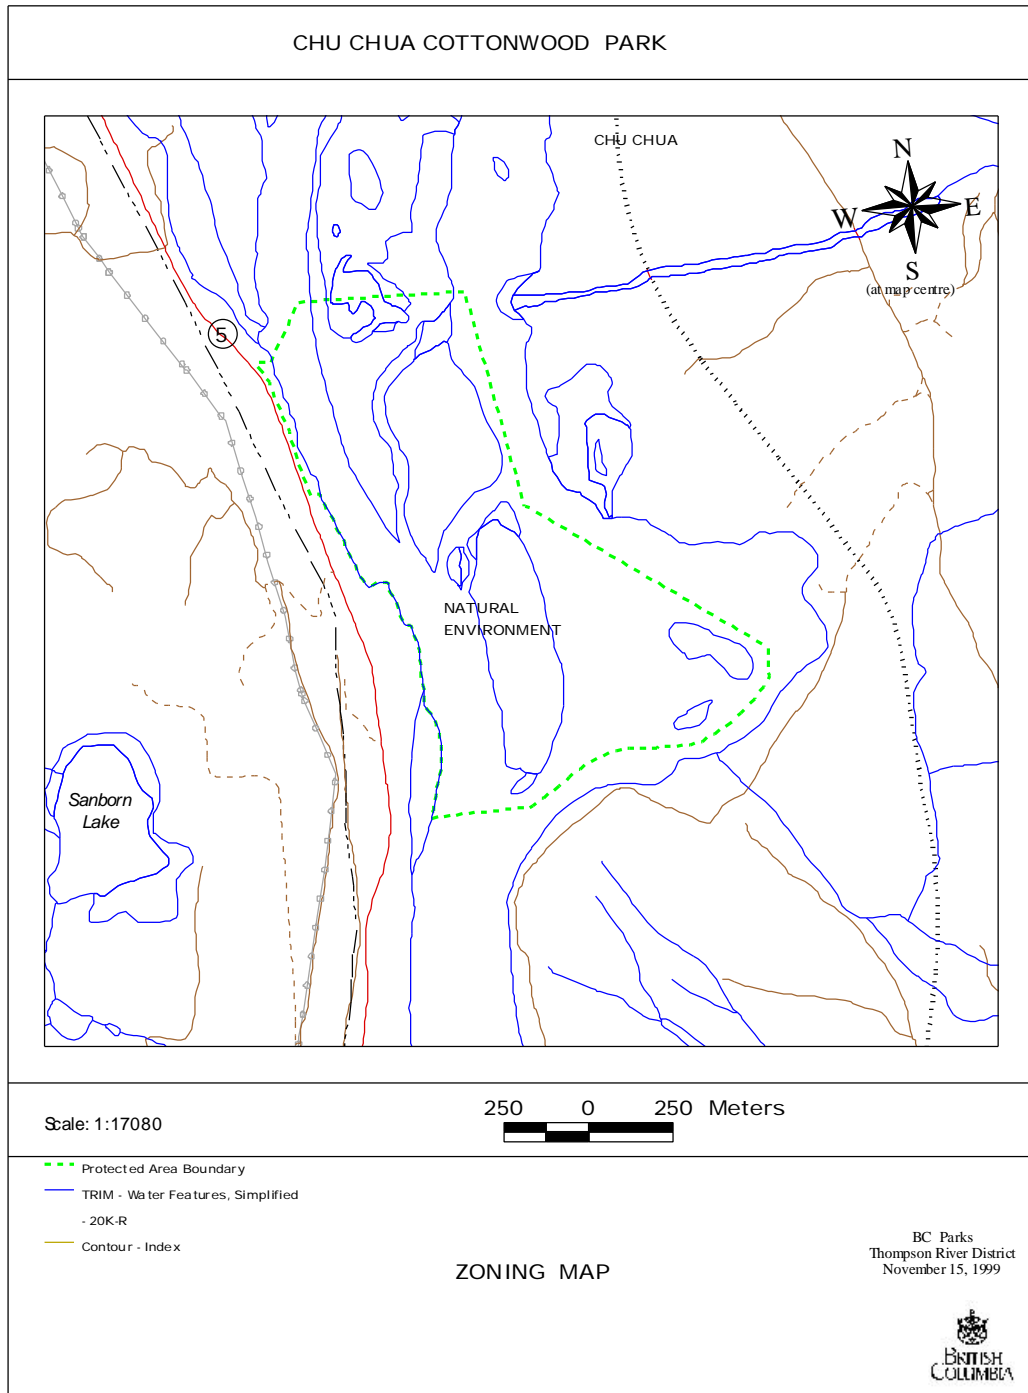 CHU CHUA COTTONWOOD PARK
CHU CHUA
N
W
E
S
(at map centre)
5
NATURAL
ENVIRONMENT
Sanborn
Lake
Scale: 1:17080
250 0 250 Meters
Protected Area Boundary
TRIM - Water Features, Simplified
- 20K-R
Contour - Index
ZONING MAP
BC Parks
Thompson River District
November 15, 1999
BRITISH
COLUMBIA